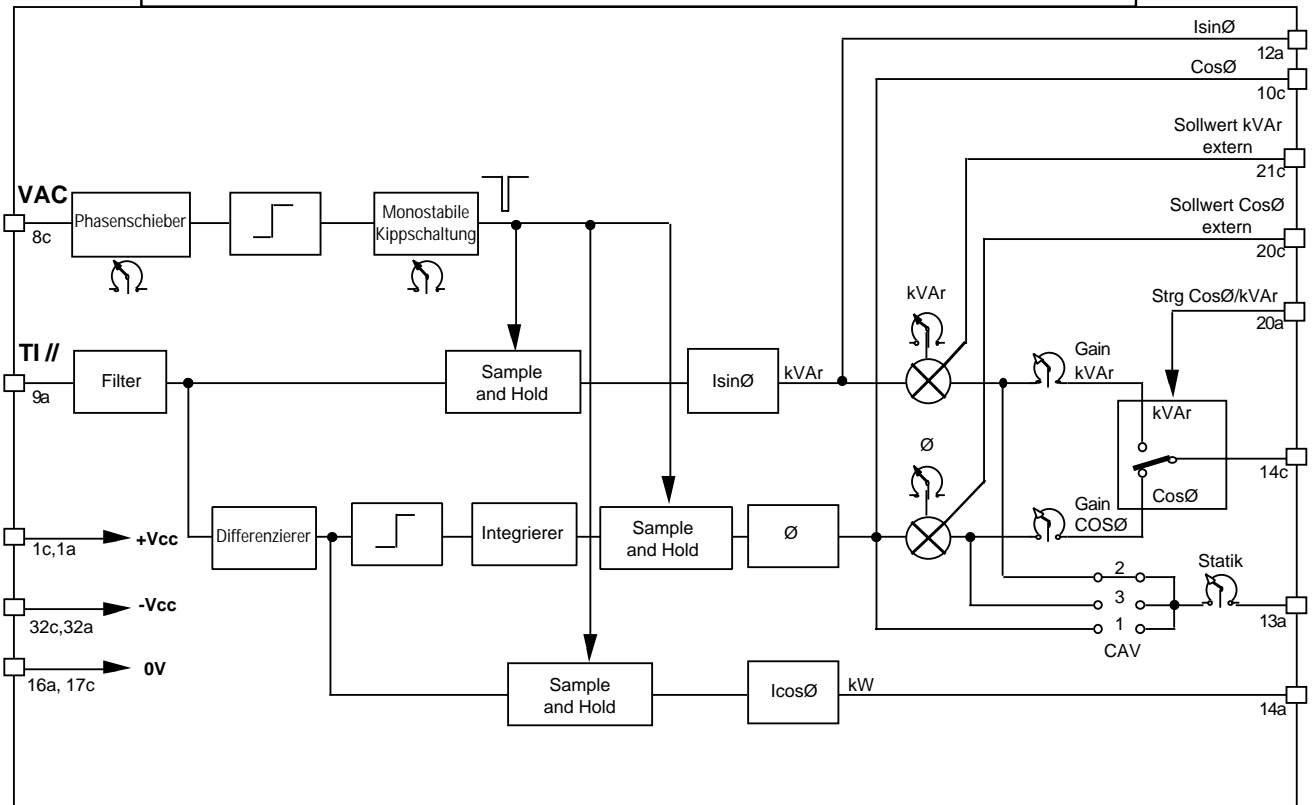 IsinØ
12a
CosØ
10c
Sollwert kVAr
extern
21c
Sollwert CosØ
extern
20c
Strg CosØ/kVAr
20a
VAC
8c
Phasenschieber
Monostabile
Kippschaltung
TI //
9a
Filter
Sample
and Hold
IsinØ
kVAr
kVAr
Gain
kVAr
kVAr
CosØ
14c
1c,1a
+Vcc
Differenzierer
Integrierer
Sample
and Hold
Ø
Ø
Gain
COSØ
2
3
1
CAV
Statik
13a
32c,32a
-Vcc
16a, 17c
0V
Sample
and Hold
IcosØ
kW
14a